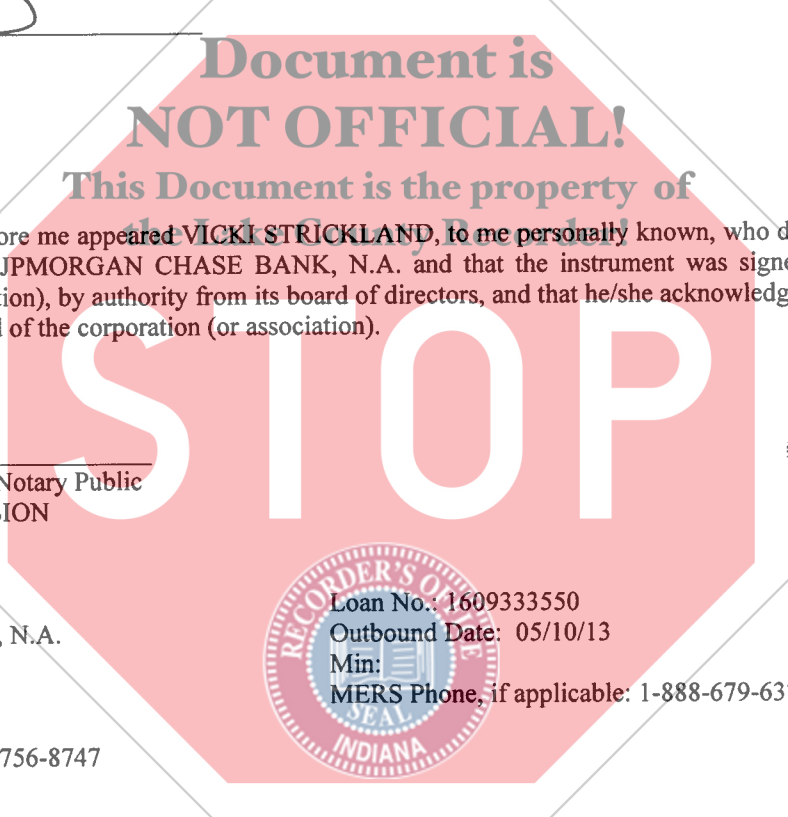 Document is
NOT OFFICIAL!
This Document is the property of
the Lake County Recorder!
ore me appeared VICKI STRICKLAND, to me personally known, who d
JPMORGAN CHASE BANK, N.A. and that the instrument was signe
tion), by authority from its board of directors, and that he/she acknowledg
d of the corporation (or association).
STOP
Notary Public
SION
RECORDER'S OFFICE
Loan No.: 1609333550
, N.A.
Outbound Date: 05/10/13
Min:
MERS Phone, if applicable: 1-888-679-63
SEAL
INDIANA
756-8747